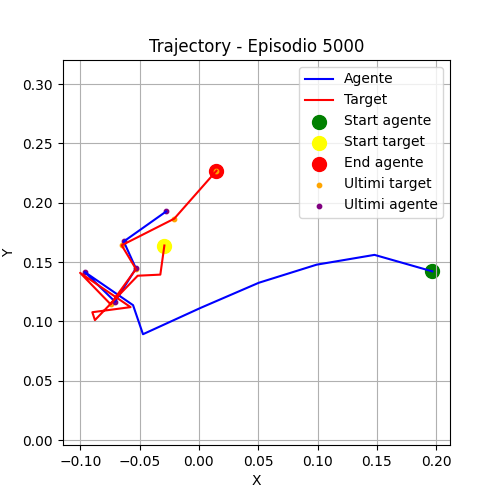 Trajectory - Episodio 5000
Agente
Target
Start agente
Start target
End agente
Ultimi target
Ultimi agente
Y
0.30
0.25
0.20
0.15
0.10
0.05
0.00
−0.10 −0.05 0.00 0.05 0.10 0.15 0.20
X